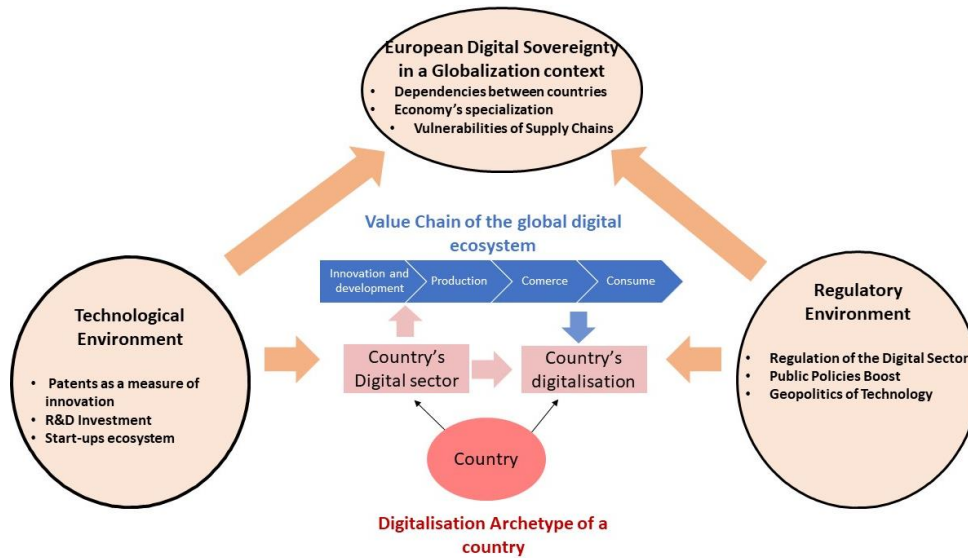 European Digital Sovereignty
in a Globalization context
• Dependencies between countries
• Economy's specialization
• Vulnerabilities of Supply Chains
Value Chain of the global digital
ecosystem
Innovation and
development
Production
Comerce
Consume
Technological
Environment
• Patents as a measure of
innovation
• R&D Investment
• Start-ups ecosystem
Country's
Digital sector
Country's
digitalisation
Regulatory
Environment
• Regulation of the Digital Sector
• Public Policies Boost
• Geopolitics of Technology
Country
Digitalisation Archetype of a
country